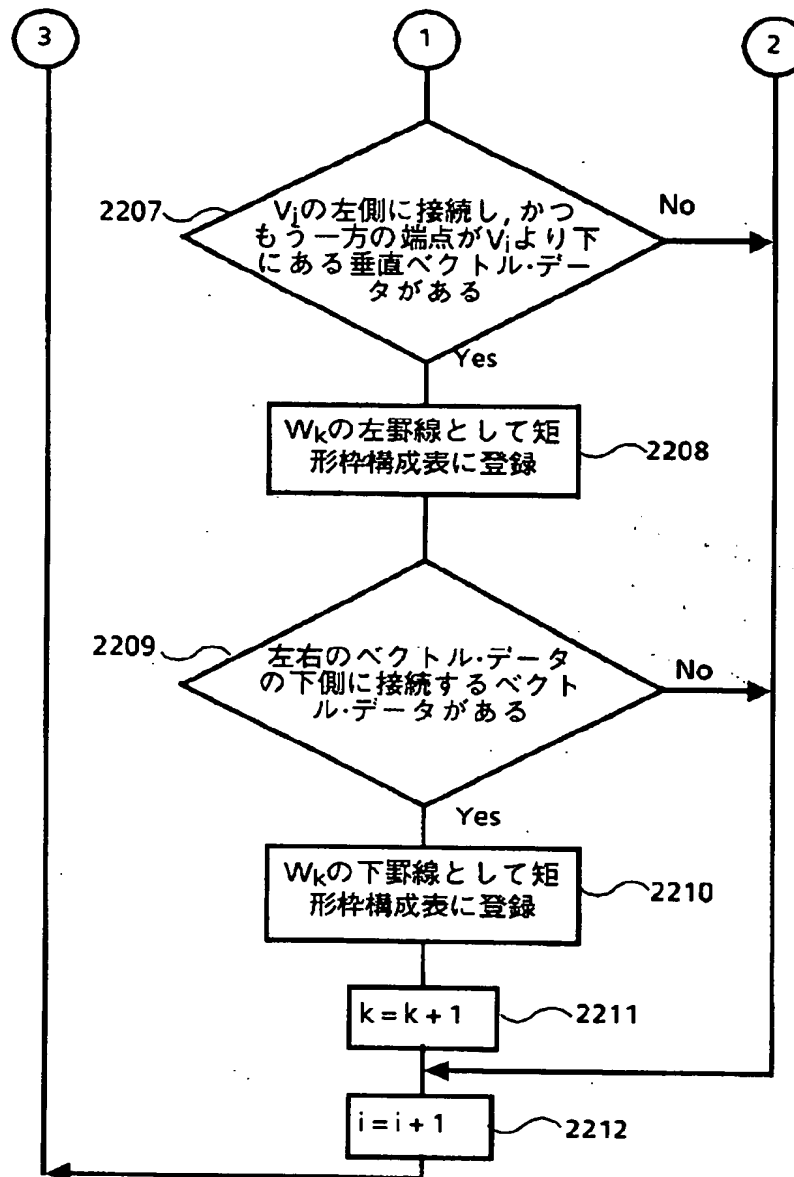 3
1
2
2207
Vjの左側に接続し,かつ
もう一方の端点がViより下
にある垂直ベクトル・デー
タがある
No
Yes
Wkの左罫線として矩
形枠構成表に登録
2208
2209
左右のベクトル・データ
の下側に接続するベクト
ル・データがある
No
Yes
Wkの下罫線として矩
形枠構成表に登録
2210
k=k+1
2211
i=i+1
2212